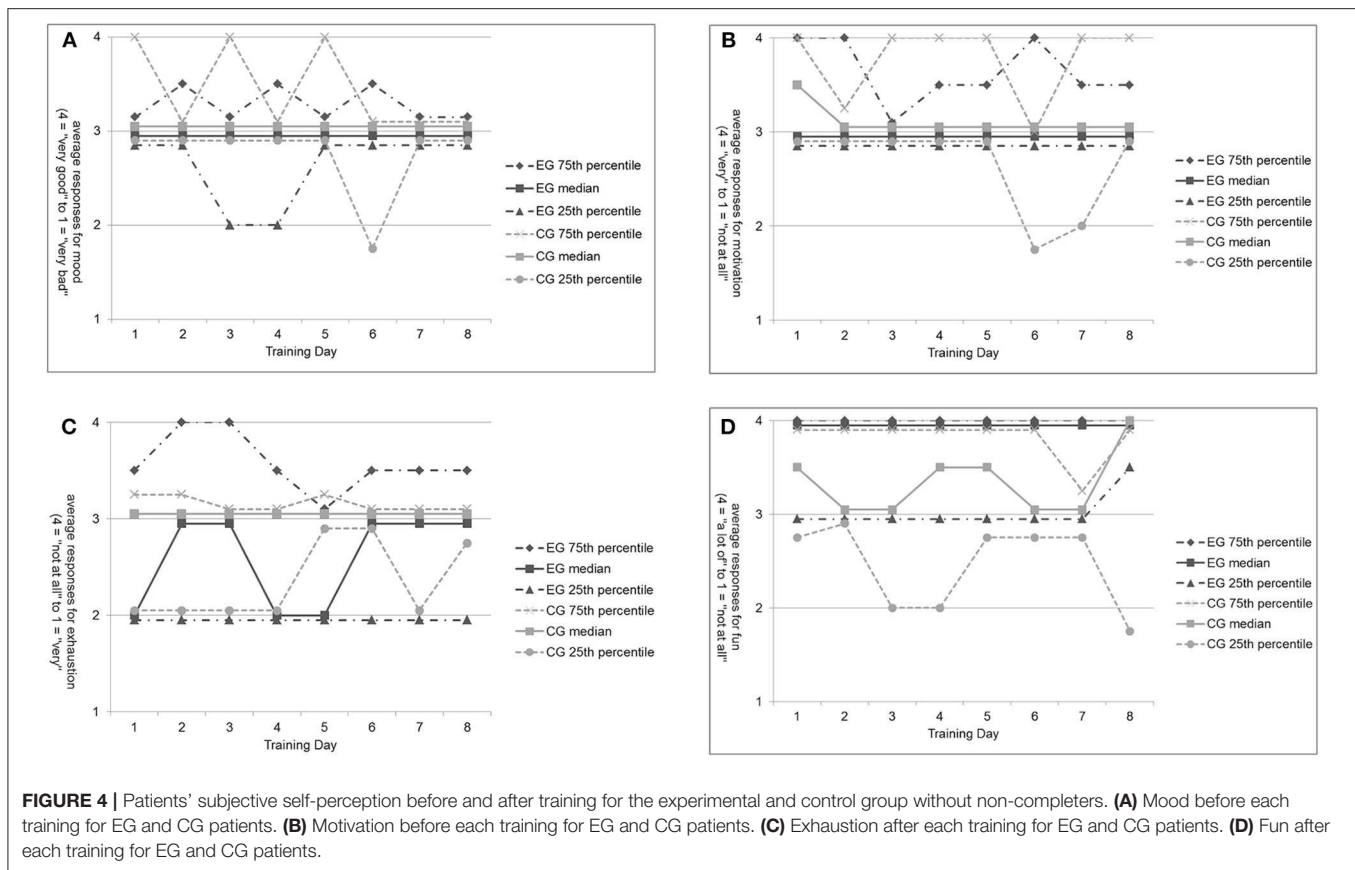 A
average responses for mood
(4 = "very good" to 1 = "very bad"
4
3
2
1
1 2 3 4 5 6 7 8
Training Day
EG 75th percentile
EG median
EG 25th percentile
CG 75th percentile
CG median
CG 25th percentile
B
average responses for motivation
(4 = "very" to 1 = "not at all"
4
3
2
1
1 2 3 4 5 6 7 8
Training Day
EG 75th percentile
EG median
EG 25th percentile
CG 75th percentile
CG median
CG 25th percentile
C
average responses for exhaustion
(4 = "not at all" to 1 = "very"
4
3
2
1
1 2 3 4 5 6 7 8
Training Day
EG 75th percentile
EG median
EG 25th percentile
CG 75th percentile
CG median
CG 25th percentile
D
average responses for fun
(4 = "a lot of" to 1 = "not at all"
4
3
2
1
1 2 3 4 5 6 7 8
Training Day
EG 75th percentile
EG median
EG 25th percentile
CG 75th percentile
CG median
CG 25th percentile
FIGURE 4 | Patients' subjective self-perception before and after training for the experimental and control group without non-completers. (A) Mood before each
training for EG and CG patients. (B) Motivation before each training for EG and CG patients. (C) Exhaustion after each training for EG and CG patients. (D) Fun after
each training for EG and CG patients.